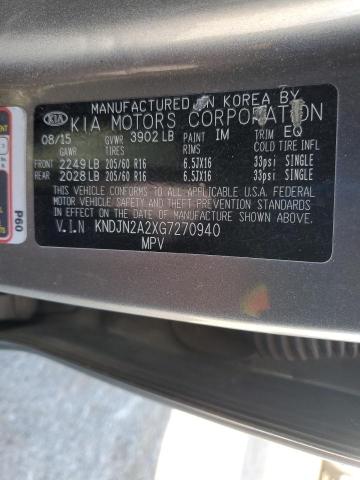 MANUFACTURED IN KOREA BY
KIA KIA MOTORS CORPORATION
08/15 GVWR 3902 LB PAINT IM TRIM EQ
GAWR RIMS COLD TIRE INFL
FRONT 2249 LB 205/60 R16 6.5JX16 33psi SINGLE
REAR 2028 LB 205/60 R16 6.5JX16 33psi SINGLE
THIS VEHICLE CONFORMS TO ALL APPLICABLE U.S.A. FEDERAL
MOTOR VEHICLE SAFETY AND THEFT PREVENTION STANDARDS
IN EFFECT ON THE DATE OF MANUFACTURE SHOWN ABOVE.
V.I.N KNDJN2A2XG7270940
MPV
P60